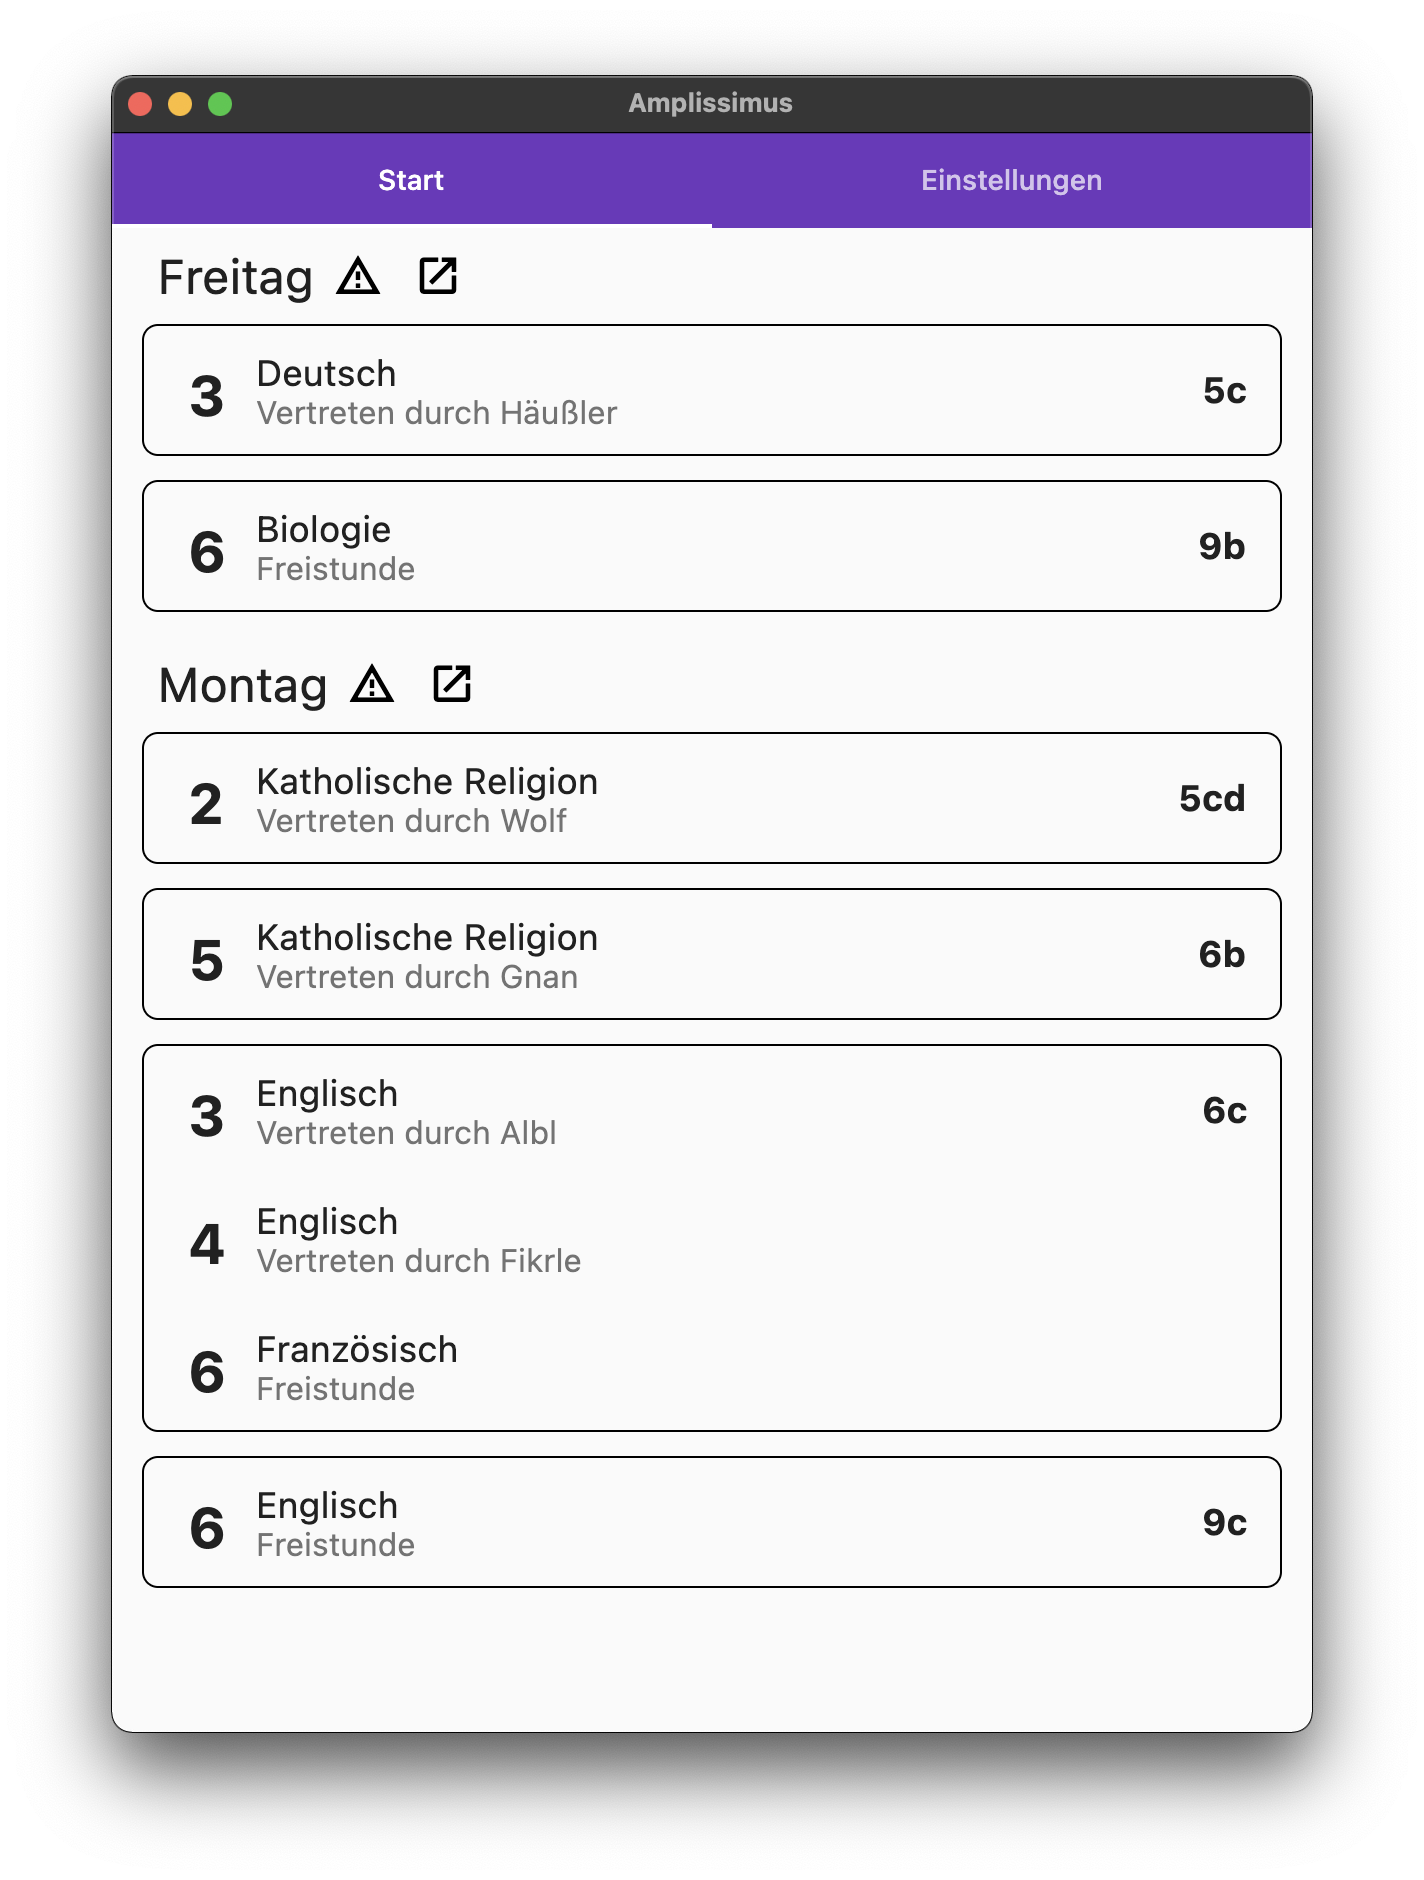 Amplissimus
Start Einstellungen
Freitag
3 Deutsch 5c
Vertreten durch Häußler
6 Biologie 9b
Freistunde
Montag
2 Katholische Religion 5cd
Vertreten durch Wolf
5 Katholische Religion 6b
Vertreten durch Gnan
3 Englisch 6c
Vertreten durch Albl
4 Englisch
Vertreten durch Fikrle
6 Französisch
Freistunde
6 Englisch 9c
Freistunde